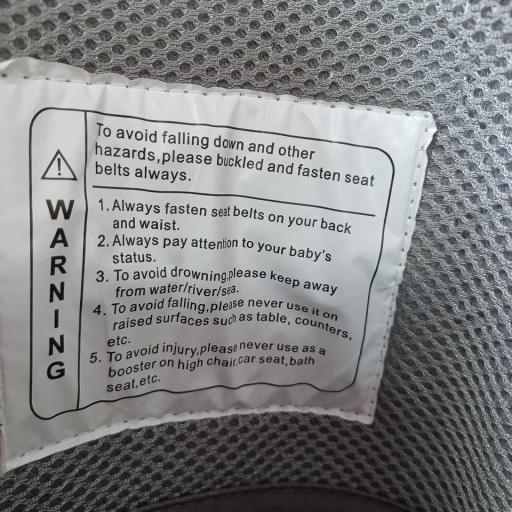 To avoid falling down and other
hazards,please buckled and fasten seat
belts always.
WARNING
1. Always fasten seat belts on your back
and waist.
2. Always pay attention to your baby's
status.
3. To avoid drowning,please keep away
from water/river/sea.
4. To avoid falling,please never use it on
raised surfaces such as table, counters,
etc.
5. To avoid injury,please never use as a
booster on high chair,car seat,bath
seat,etc.